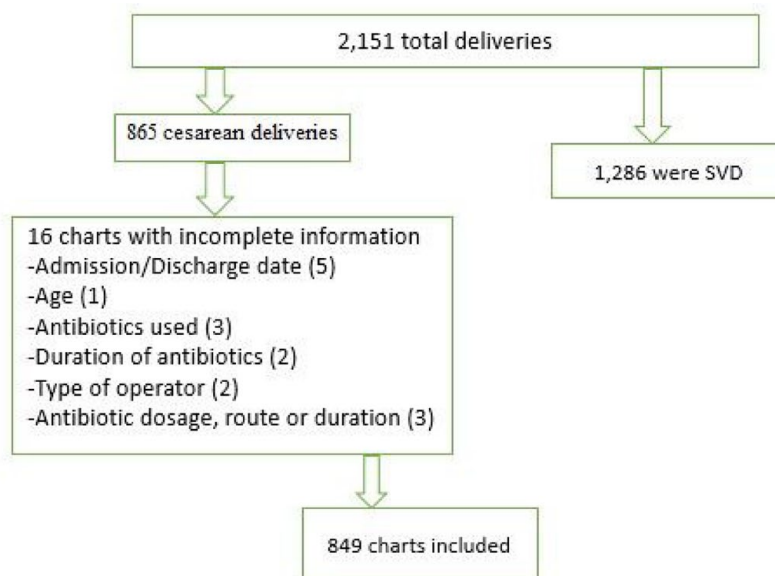 2,151 total deliveries
865 cesarean deliveries
1,286 were SVD
16 charts with incomplete information
-Admission/Discharge date (5)
-Age (1)
-Antibiotics used (3)
-Duration of antibiotics (2)
-Type of operator (2)
-Antibiotic dosage, route or duration (3)
849 charts included